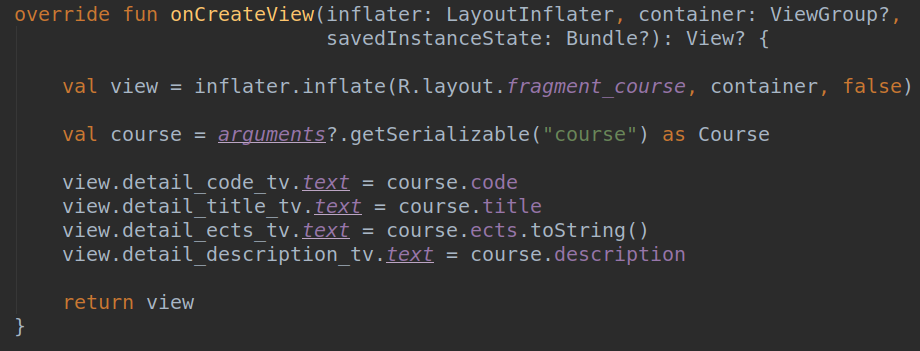 override fun onCreateView(inflater: LayoutInflater, container: ViewGroup?,
                          savedInstanceState: Bundle?): View? {
    val view = inflater.inflate(R.layout.fragment_course, container, false)
    val course = arguments?.getSerializable("course") as Course
    view.detail_code_tv.text = course.code
    view.detail_title_tv.text = course.title
    view.detail_ects_tv.text = course.ects.toString()
    view.detail_description_tv.text = course.description
    return view
}